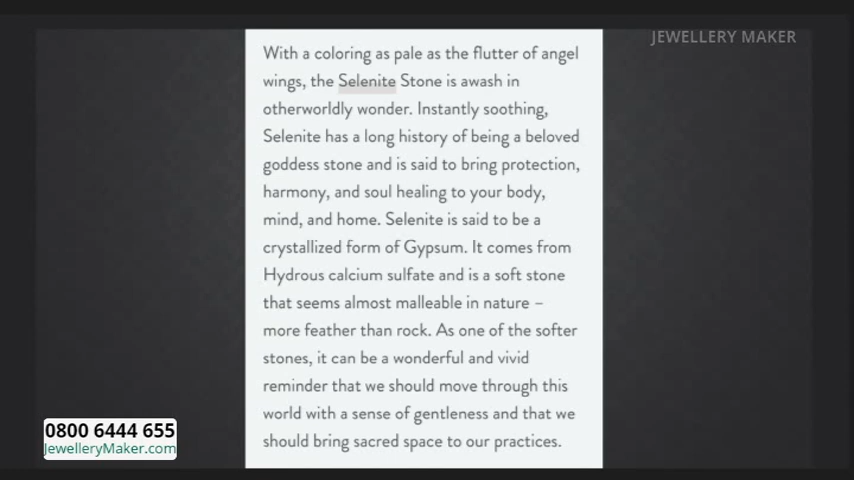 JEWELLERY MAKER
With a coloring as pale as the flutter of angel
wings, the Selenite Stone is awash in
otherworldly wonder. Instantly soothing,
Selenite has a long history of being a beloved
goddess stone and is said to bring protection,
harmony, and soul healing to your body,
mind, and home. Selenite is said to be a
crystallized form of Gypsum. It comes from
Hydrous calcium sulfate and is a soft stone
that seems almost malleable in nature –
more feather than rock. As one of the softer
stones, it can be a wonderful and vivid
reminder that we should move through this
world with a sense of gentleness and that we
should bring sacred space to our practices.
0800 6444 655
JewelleryMaker.com